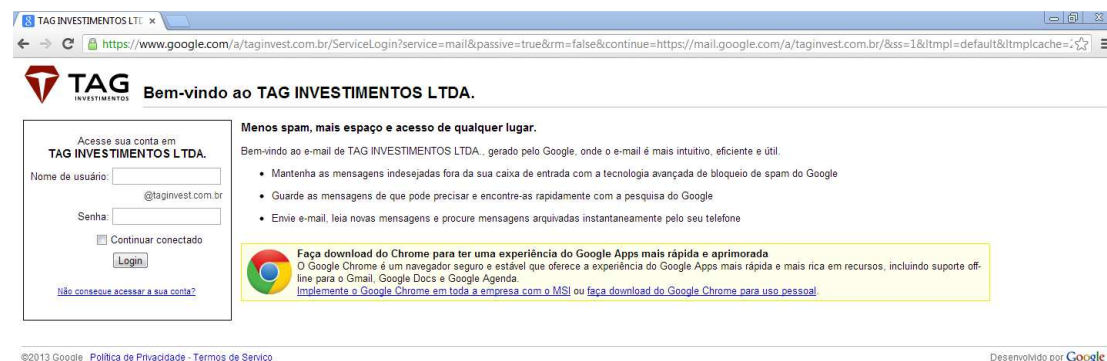 TAG INVESTIMENTOS LTD
https://www.google.com/a/taginvest.com.br/ServiceLogin?service=mail&passive=true&rm=false&continue=https://mail.google.com/a/taginvest.com.br/&ss=1&ltmpl=default&ltmplcache=
TAG
INVESTIMENTOS
Bem-vindo ao TAG INVESTIMENTOS LTDA.
Acesse sua conta em
TAG INVESTIMENTOS LTDA.
Nome de usuário:
@taginvest.com.br
Senha:
Continuar conectado
Login
Não consegue acessar a sua conta?
Menos spam, mais espaço e acesso de qualquer lugar.
Bem-vindo ao e-mail de TAG INVESTIMENTOS LTDA., gerado pelo Google, onde o e-mail é mais intuitivo, eficiente e útil.
• Mantenha as mensagens indesejadas fora da sua caixa de entrada com a tecnologia avançada de bloqueio de spam do Google
• Guarde as mensagens de que pode precisar e encontre-as rapidamente com a pesquisa do Google
• Envie e-mail, leia novas mensagens e procure mensagens arquivadas instantaneamente pelo seu telefone
Faça download do Chrome para ter uma experiência do Google Apps mais rápida e aprimorada
O Google Chrome é um navegador seguro e estável que oferece a experiência do Google Apps mais rápida e mais rica em recursos, incluindo suporte off-
line para o Gmail, Google Docs e Google Agenda.
Implemente o Google Chrome em toda a empresa com o MSI ou faça download do Google Chrome para uso pessoal.
©2013 Google Política de Privacidade - Termos de Serviço
Desenvolvido por Google